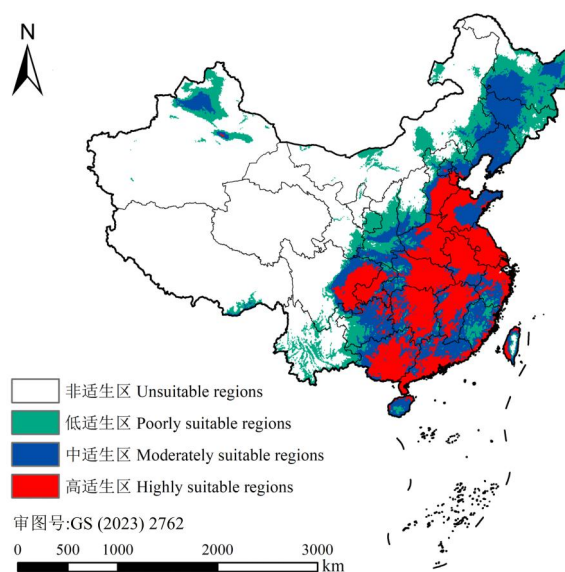 N
非适生区 Unsuitable regions
低适生区 Poorly suitable regions
中适生区 Moderately suitable regions
高适生区 Highly suitable regions
审图号:GS (2023) 2762
0 500 1000 2000 3000
km